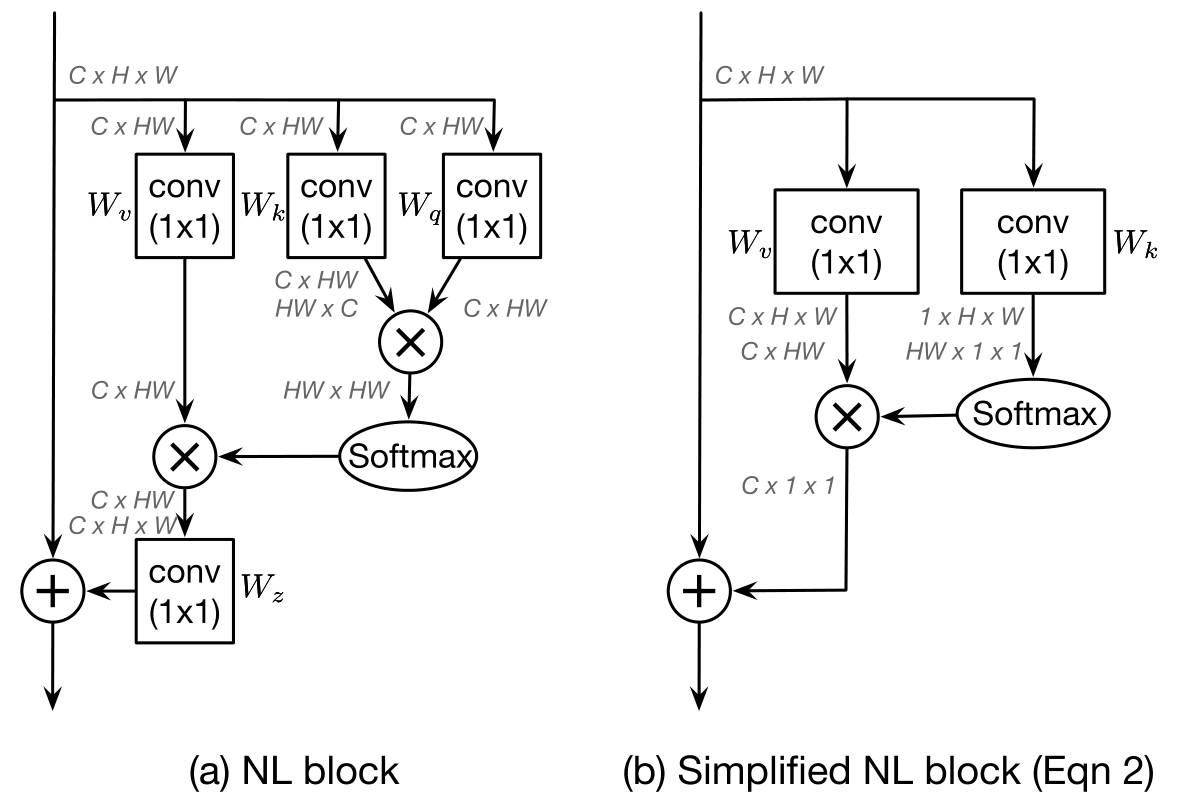 C x H x W
C x HW
C x HW
C x HW
W_v
conv
(1x1)
W_k
conv
(1x1)
W_q
conv
(1x1)
C x HW
HW x C
C x HW
C x HW
HW x HW
Softmax
C x HW
C x H x W
conv
(1x1)
W_z
(a) NL block
C x H x W
W_v
conv
(1x1)
conv
(1x1)
W_k
C x H x W
C x HW
1 x H x W
HW x 1 x 1
Softmax
C x 1 x 1
(b) Simplified NL block (Eqn 2)